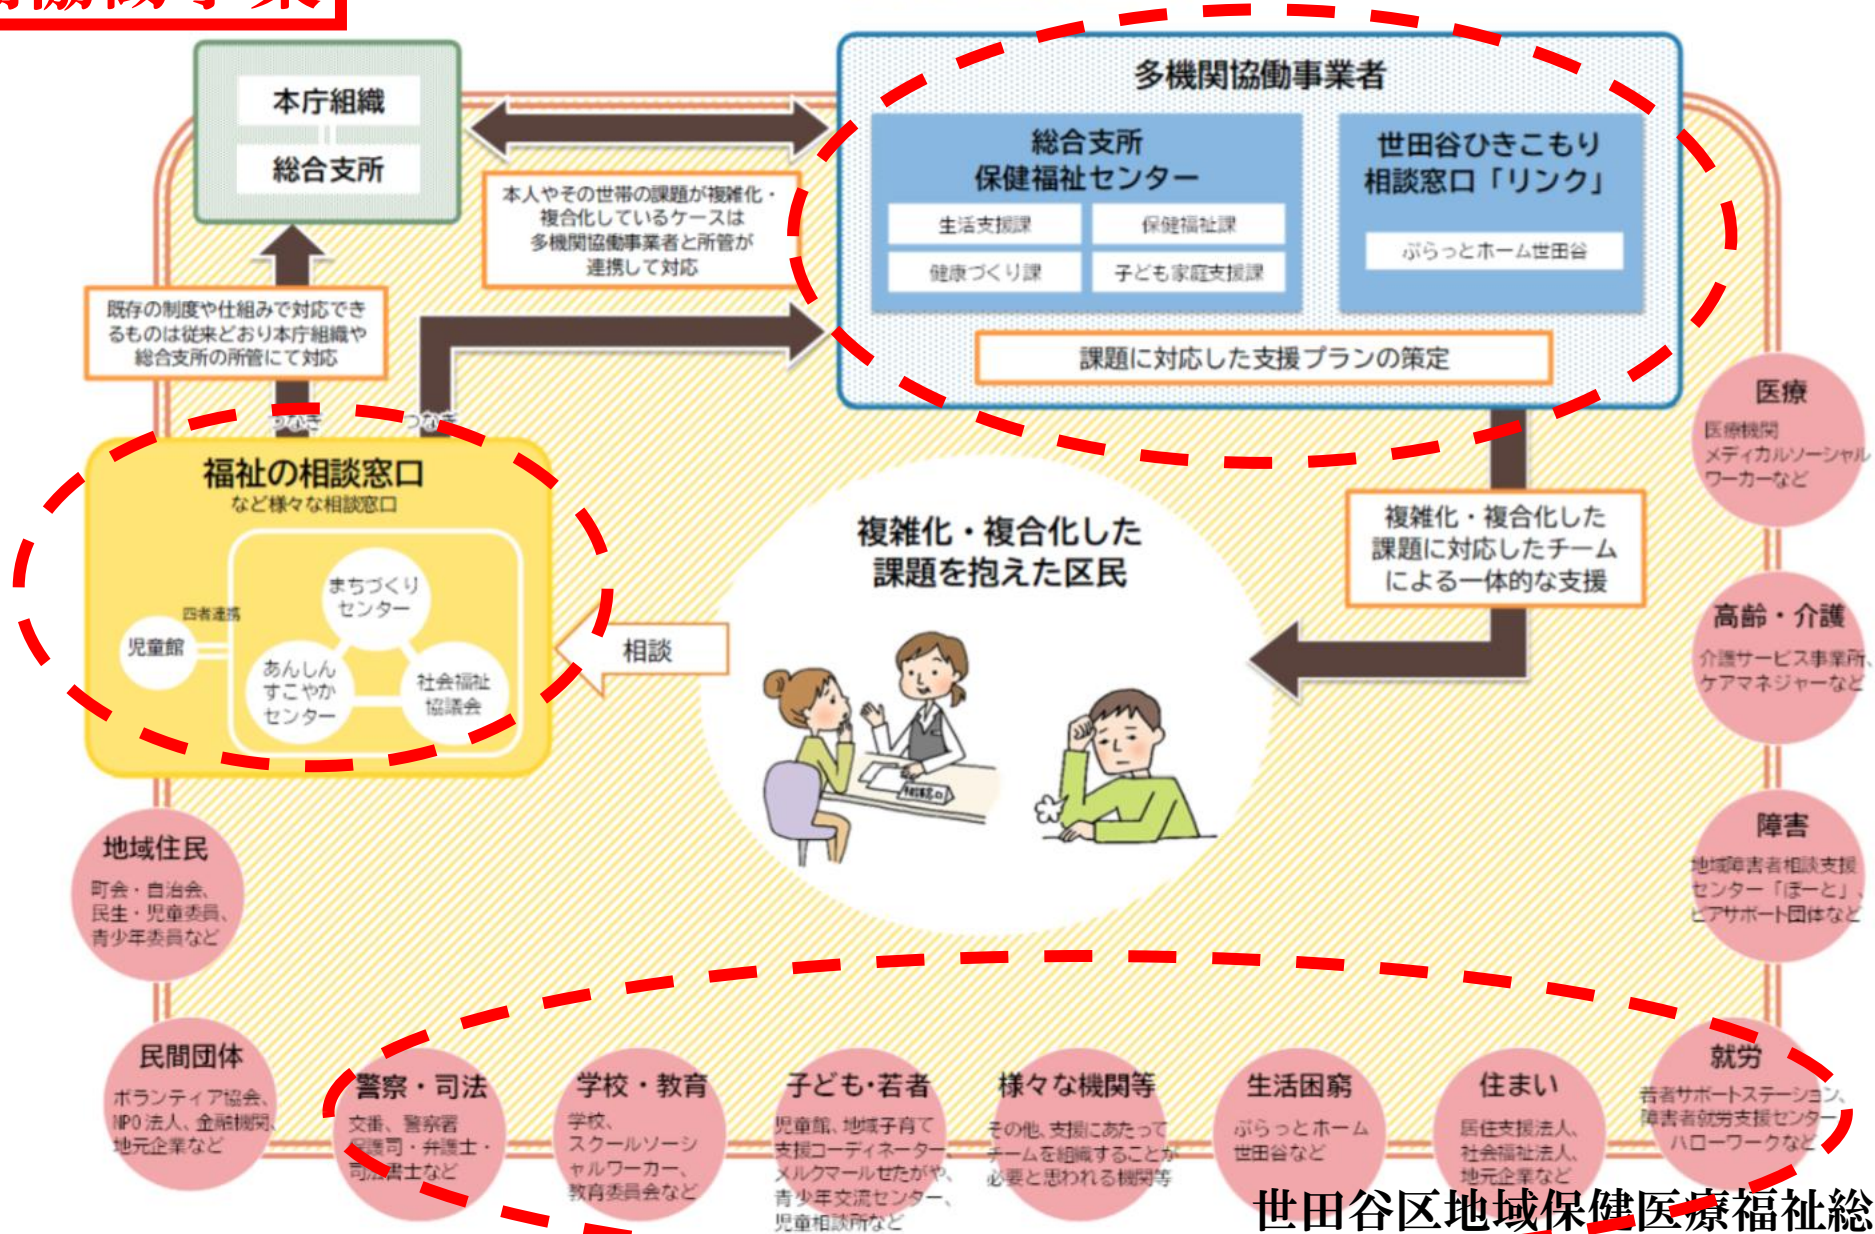 協働事業
本庁組織
総合支所
多機関協働事業者
総合支所
保健福祉センター
生活支援課
保健福祉課
健康づくり課
子ども家庭支援課
世田谷ひきこもり
相談窓口「リンク」
ぷらっとホーム世田谷
課題に対応した支援プランの策定
本人やその世帯の課題が複雑化・
複合化しているケースは
多機関協働事業者と所管が
連携して対応
既存の制度や仕組みで対応でき
るものは従来どおり本庁組織や
総合支所の所管にて対応
つなぎ
つなぎ
福祉の相談窓口
など様々な相談窓口
四者連携
児童館
まちづくり
センター
あんしん
すこやか
センター
社会福祉
協議会
相談
複雑化・複合化した
課題を抱えた区民
相談窓口
複雑化・複合化した
課題に対応したチーム
による一体的な支援
医療
医療機関
メディカルソーシャル
ワーカーなど
高齢・介護
介護サービス事業所、
ケアマネジャーなど
障害
地域障害者相談支援
センター「ぽーと」、
ピアサポート団体など
地域住民
町会・自治会、
民生・児童委員、
青少年委員など
民間団体
ボランティア協会、
NPO法人、金融機関、
地元企業など
警察・司法
交番、警察署
保護司・弁護士・
司法書士など
学校・教育
学校、
スクールソーシ
ャルワーカー、
教育委員会など
子ども・若者
児童館、地域子育て
支援コーディネーター、
メルクマールせたがや、
青少年交流センター、
児童相談所など
様々な機関等
その他、支援にあたって
チームを組織することが
必要と思われる機関等
生活困窮
ぷらっとホーム
世田谷など
住まい
居住支援法人、
社会福祉法人、
地元企業など
就労
若者サポートステーション、
障害者就労支援センター、
ハローワークなど
世田谷区地域保健医療福祉総